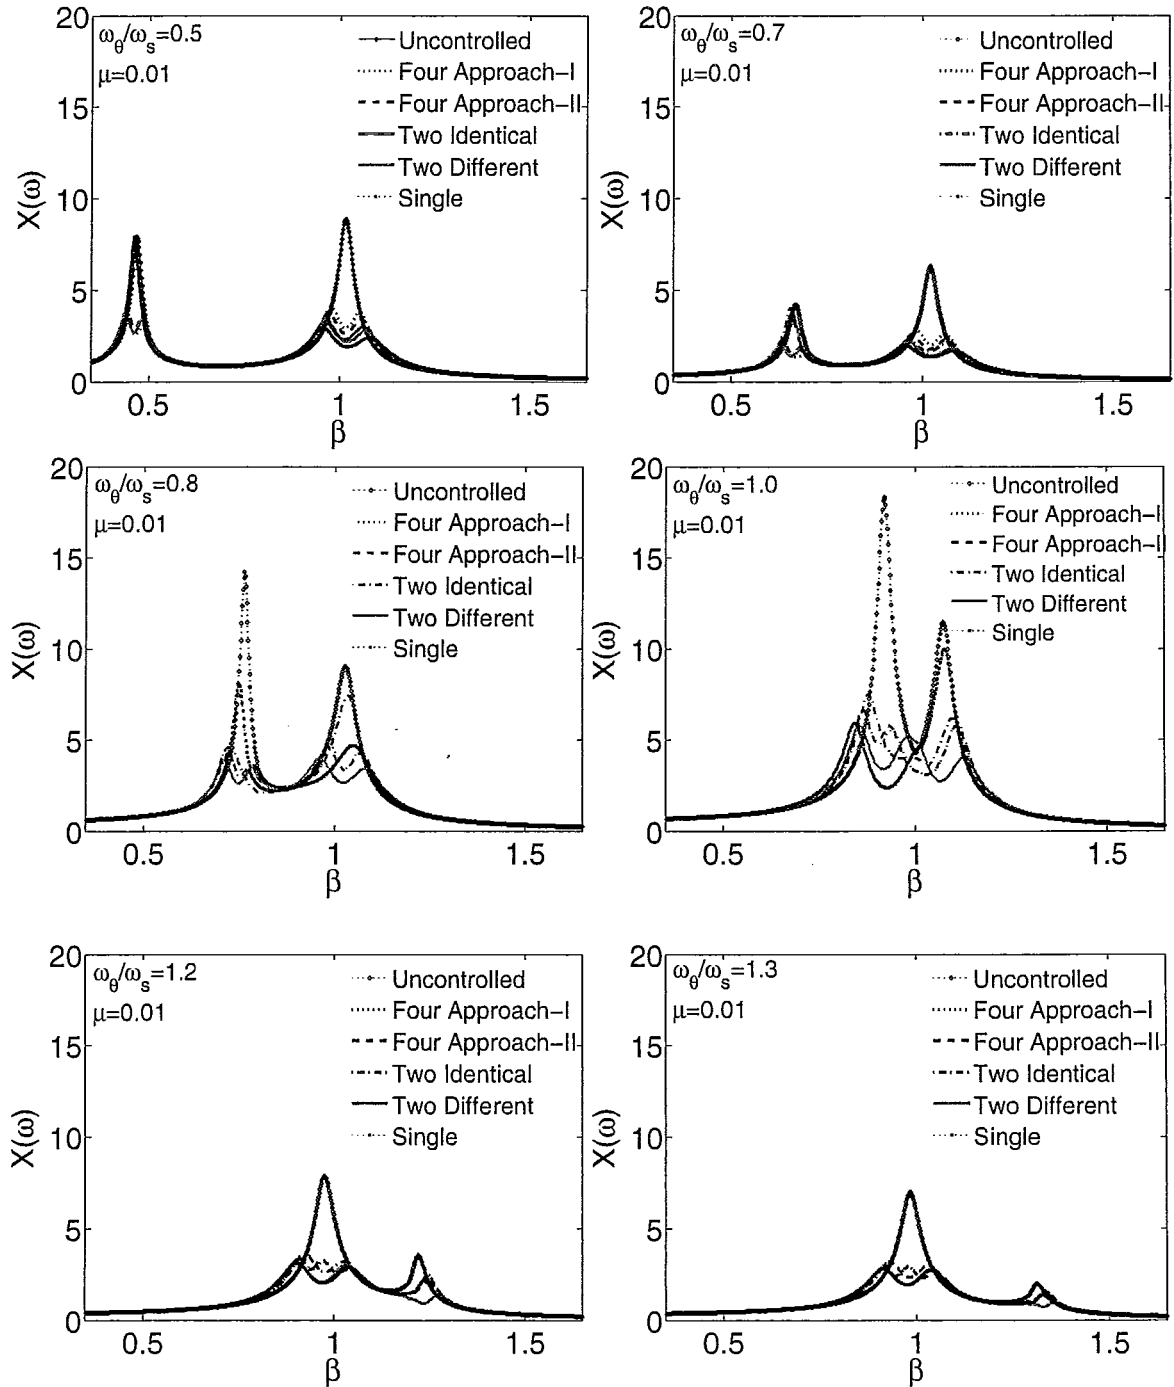 20
15
10
5
0
X(ω)
ω_θ/ω_s=0.5
μ=0.01
Uncontrolled
Four Approach-I
Four Approach-II
Two Identical
Two Different
Single
0.5
1
1.5
β
20
15
10
5
0
X(ω)
ω_θ/ω_s=0.7
μ=0.01
Uncontrolled
Four Approach-I
Four Approach-II
Two Identical
Two Different
Single
0.5
1
1.5
β
20
15
10
5
0
X(ω)
ω_θ/ω_s=0.8
μ=0.01
Uncontrolled
Four Approach-I
Four Approach-II
Two Identical
Two Different
Single
0.5
1
1.5
β
20
15
10
5
0
X(ω)
ω_θ/ω_s=1.0
μ=0.01
Uncontrolled
Four Approach-I
Four Approach-II
Two Identical
Two Different
Single
0.5
1
1.5
β
20
15
10
5
0
X(ω)
ω_θ/ω_s=1.2
μ=0.01
Uncontrolled
Four Approach-I
Four Approach-II
Two Identical
Two Different
Single
0.5
1
1.5
β
20
15
10
5
0
X(ω)
ω_θ/ω_s=1.3
μ=0.01
Uncontrolled
Four Approach-I
Four Approach-II
Two Identical
Two Different
Single
0.5
1
1.5
β